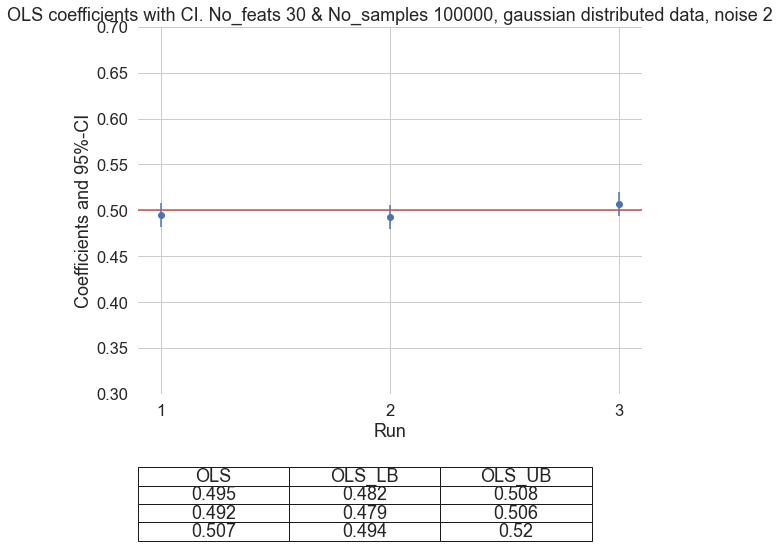 OLS coefficients with CI. No_feats 30 & No_samples 100000, gaussian distributed data, noise 2
0.70
0.65
0.60
0.55
0.50
0.45
0.40
0.35
0.30
Coefficients and 95%-CI
1 2 3
Run
OLS OLS_LB OLS_UB
0.495 0.482 0.508
0.492 0.479 0.506
0.507 0.494 0.52